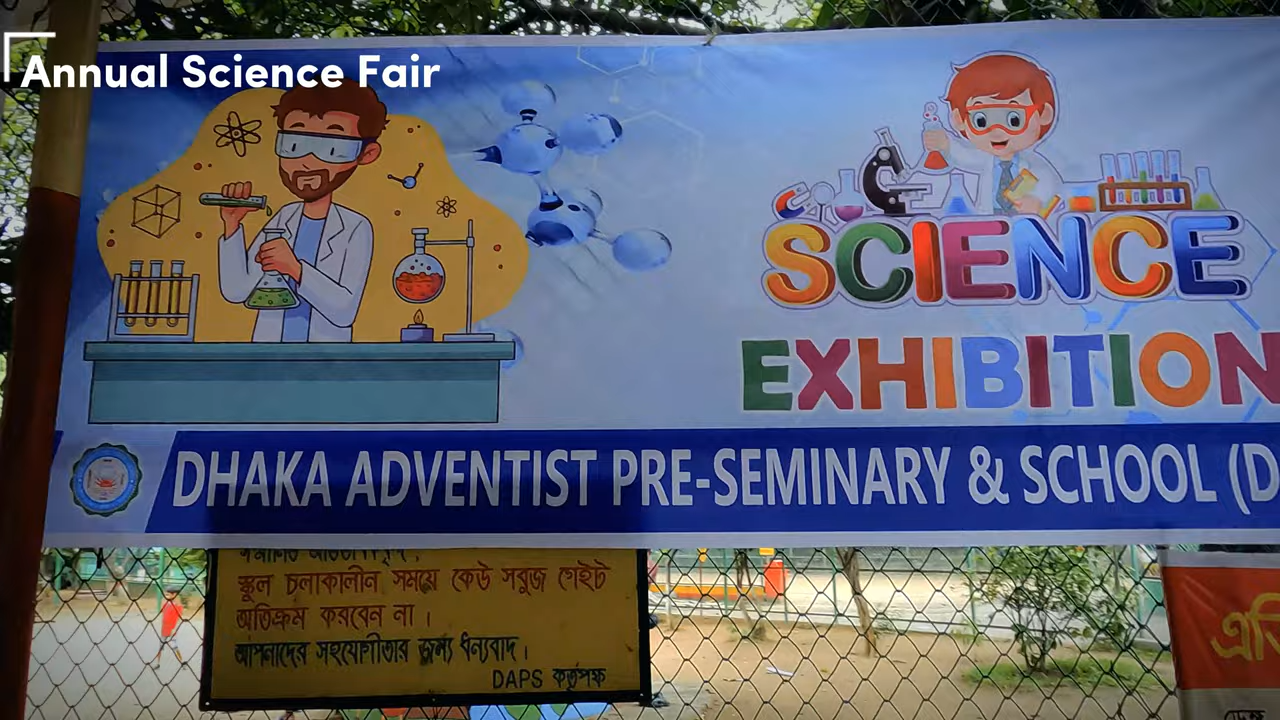 Annual Science Fair
SCIENCE
EXHIBITION
DHAKA ADVENTIST PRE-SEMINARY & SCHOOL (D
স্কুল চলাকালীন সময়ে কেউ সবুজ গেইট
অতিক্রম করবেন না।
আপনাদের সহযোগীতার জন্য ধন্যবাদ।
DAPS কর্তৃপক্ষ